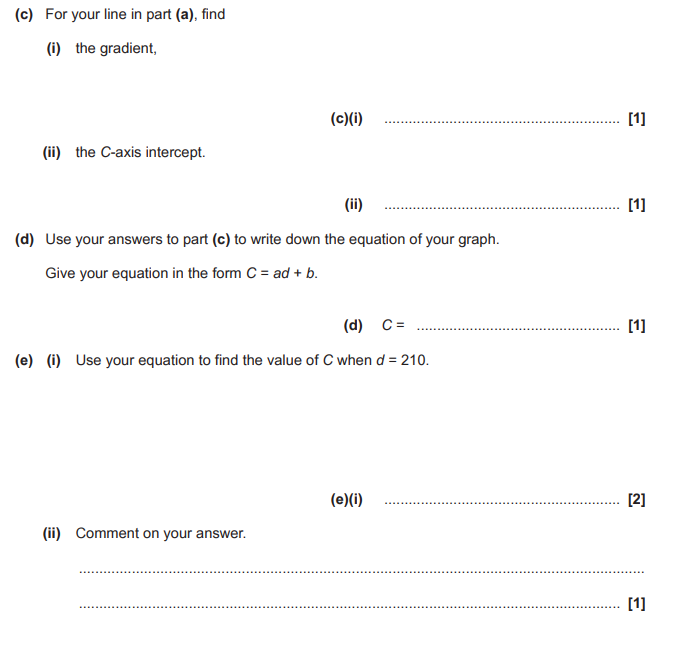 (c) For your line in part (a), find
(i) the gradient,
(c)(i) ........................................................... [1]
(ii) the C-axis intercept.
(ii) ........................................................... [1]
(d) Use your answers to part (c) to write down the equation of your graph.
Give your equation in the form C = ad + b.
(d) C = ................................................... [1]
(e) (i) Use your equation to find the value of C when d = 210.
(e)(i) ........................................................... [2]
(ii) Comment on your answer.
..............................................................................................................................................
........................................................................................................................................ [1]